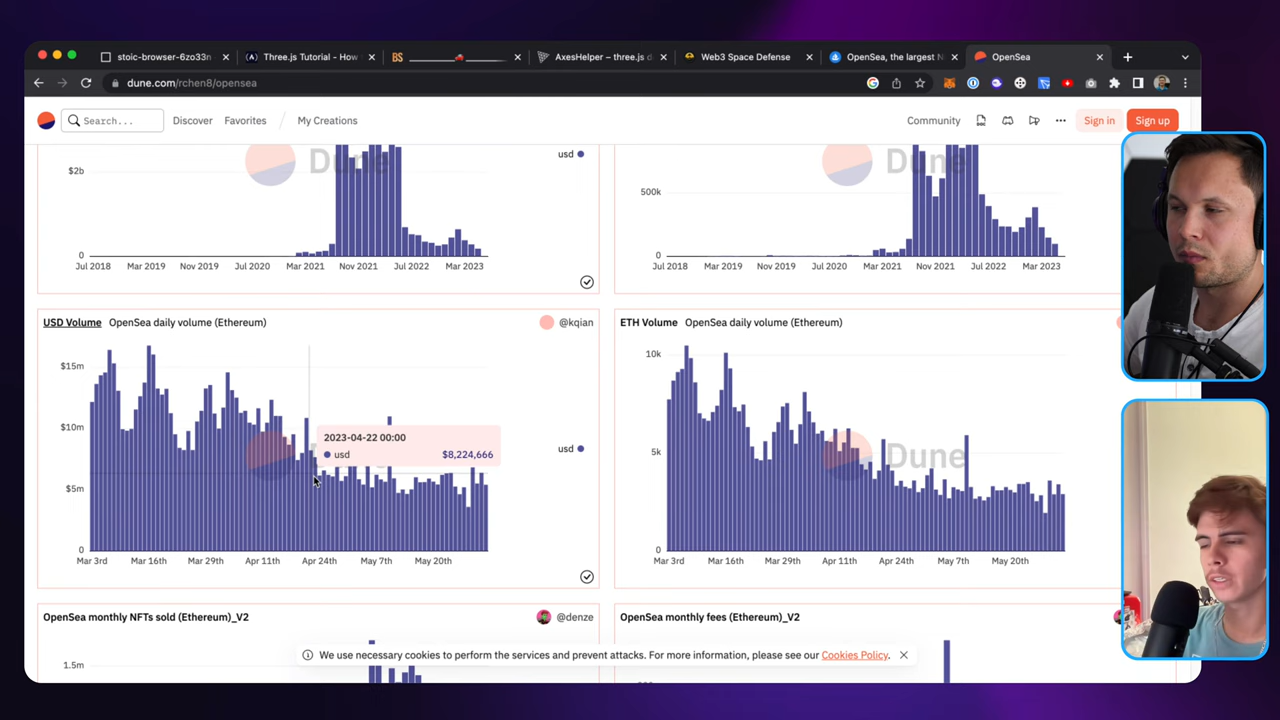 stoic-browser-6zo33n
Three.js Tutorial - How
BS
AxesHelper – three.js d
Web3 Space Defense
OpenSea, the largest N
OpenSea
dune.com/rchen8/opensea
Search...
Discover
Favorites
/
My Creations
Community
Sign in
Sign up
$2b
0
Jul 2018
Mar 2019
Nov 2019
Jul 2020
Mar 2021
Nov 2021
Jul 2022
Mar 2023
Dune
usd
500k
0
Jul 2018
Mar 2019
Nov 2019
Jul 2020
Mar 2021
Nov 2021
Jul 2022
Mar 2023
Dune
USD Volume OpenSea daily volume (Ethereum)
@kqian
$15m
$10m
$5m
0
2023-04-22 00:00
usd $8,224,666
usd
Mar 3rd
Mar 16th
Mar 29th
Apr 11th
Apr 24th
May 7th
May 20th
ETH Volume OpenSea daily volume (Ethereum)
10k
5k
0
Dune
Mar 3rd
Mar 16th
Mar 29th
Apr 11th
Apr 24th
May 7th
May 20th
OpenSea monthly NFTs sold (Ethereum)_V2
@denze
1.5m
OpenSea monthly fees (Ethereum)_V2
We use necessary cookies to perform the services and prevent attacks. For more information, please see our Cookies Policy.